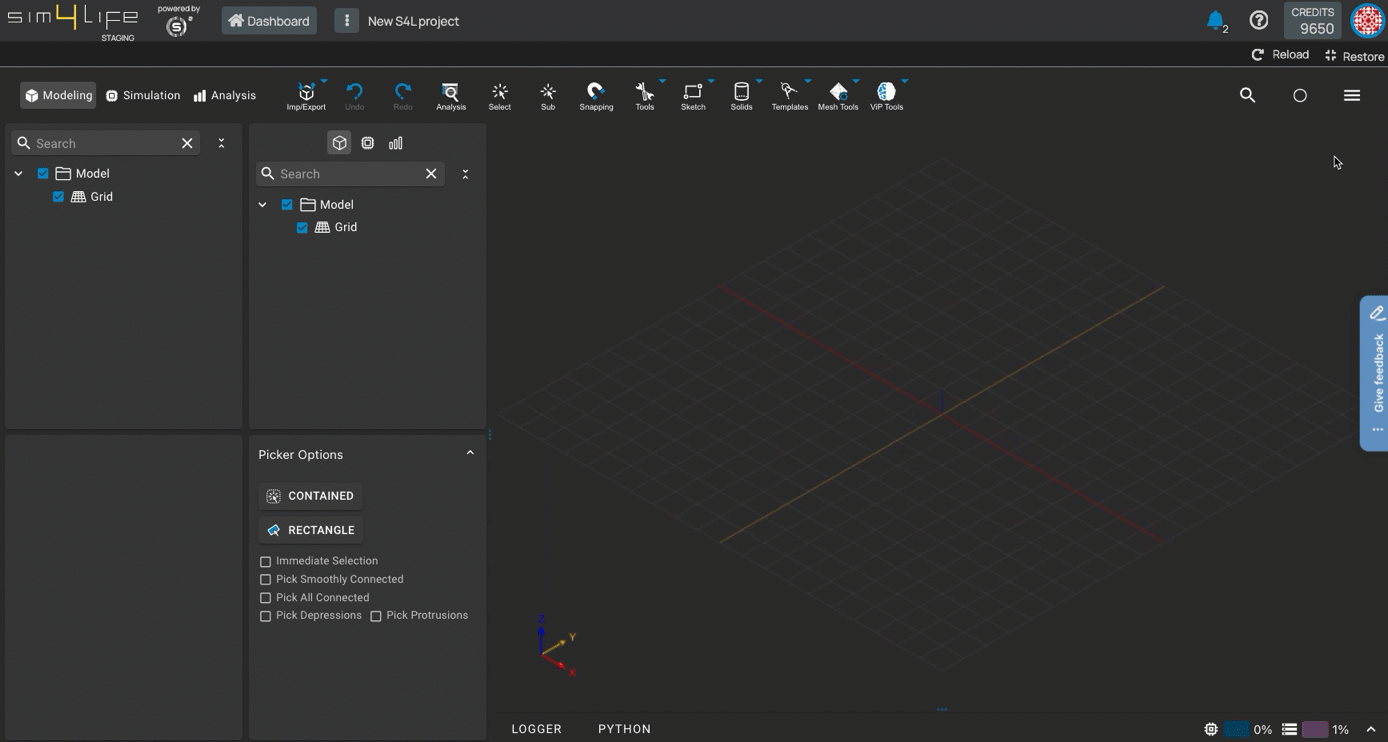 sim4Life
STAGING
powered by
S
Dashboard
New S4L project
2
CREDITS
9650
Reload
Restore
Modeling
Simulation
Analysis
Imp/Export
Undo
Redo
Analysis
Select
Sub
Snapping
Tools
Sketch
Solids
Templates
Mesh Tools
ViP Tools
Search
Model
Grid
Search
Model
Grid
Picker Options
CONTAINED
RECTANGLE
Immediate Selection
Pick Smoothly Connected
Pick All Connected
Pick Depressions
Pick Protrusions
Z
Y
X
Give feedback
LOGGER
PYTHON
0%
1%